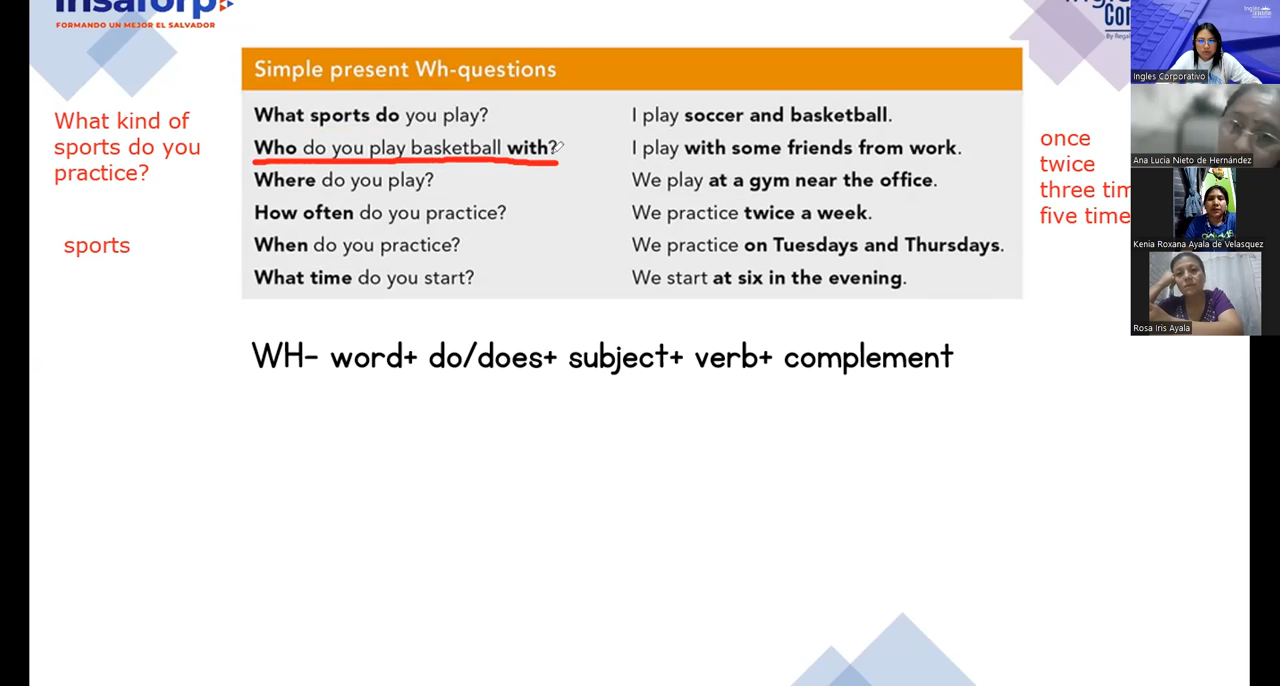 FORMANDO UN MEJOR EL SALVADOR
Simple present Wh-questions
What sports do you play? I play soccer and basketball.
Who do you play basketball with? I play with some friends from work.
Where do you play? We play at a gym near the office.
How often do you practice? We practice twice a week.
When do you practice? We practice on Tuesdays and Thursdays.
What time do you start? We start at six in the evening.
What kind of
sports do you
practice?
sports
once
twice
three tim
five time
WH- word+ do/does+ subject+ verb+ complement
Ingles Corporativo
Ana Lucia Nieto de Hernández
Kenia Roxana Ayala de Velasquez
Rosa Iris Ayala